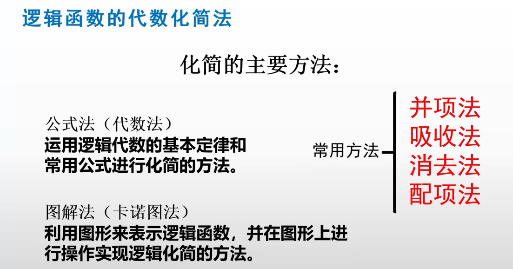 逻辑函数的代数化简法
化简的主要方法：
公式法（代数法）
运用逻辑代数的基本定律和
常用公式进行化简的方法。
图解法（卡诺图法）
利用图形来表示逻辑函数，并在图形上进
行操作实现逻辑化简的方法。
常用方法
并项法
吸收法
消去法
配项法